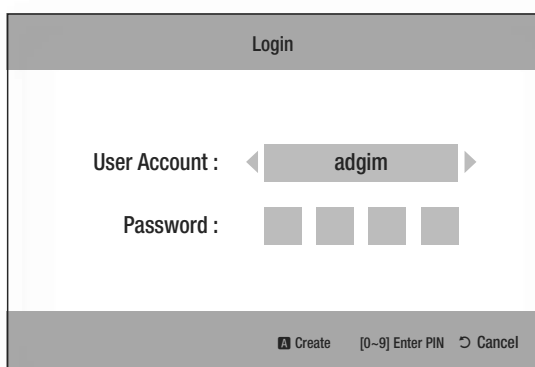 Login
User Account : adgim
Password :
A Create [0~9] Enter PIN Cancel